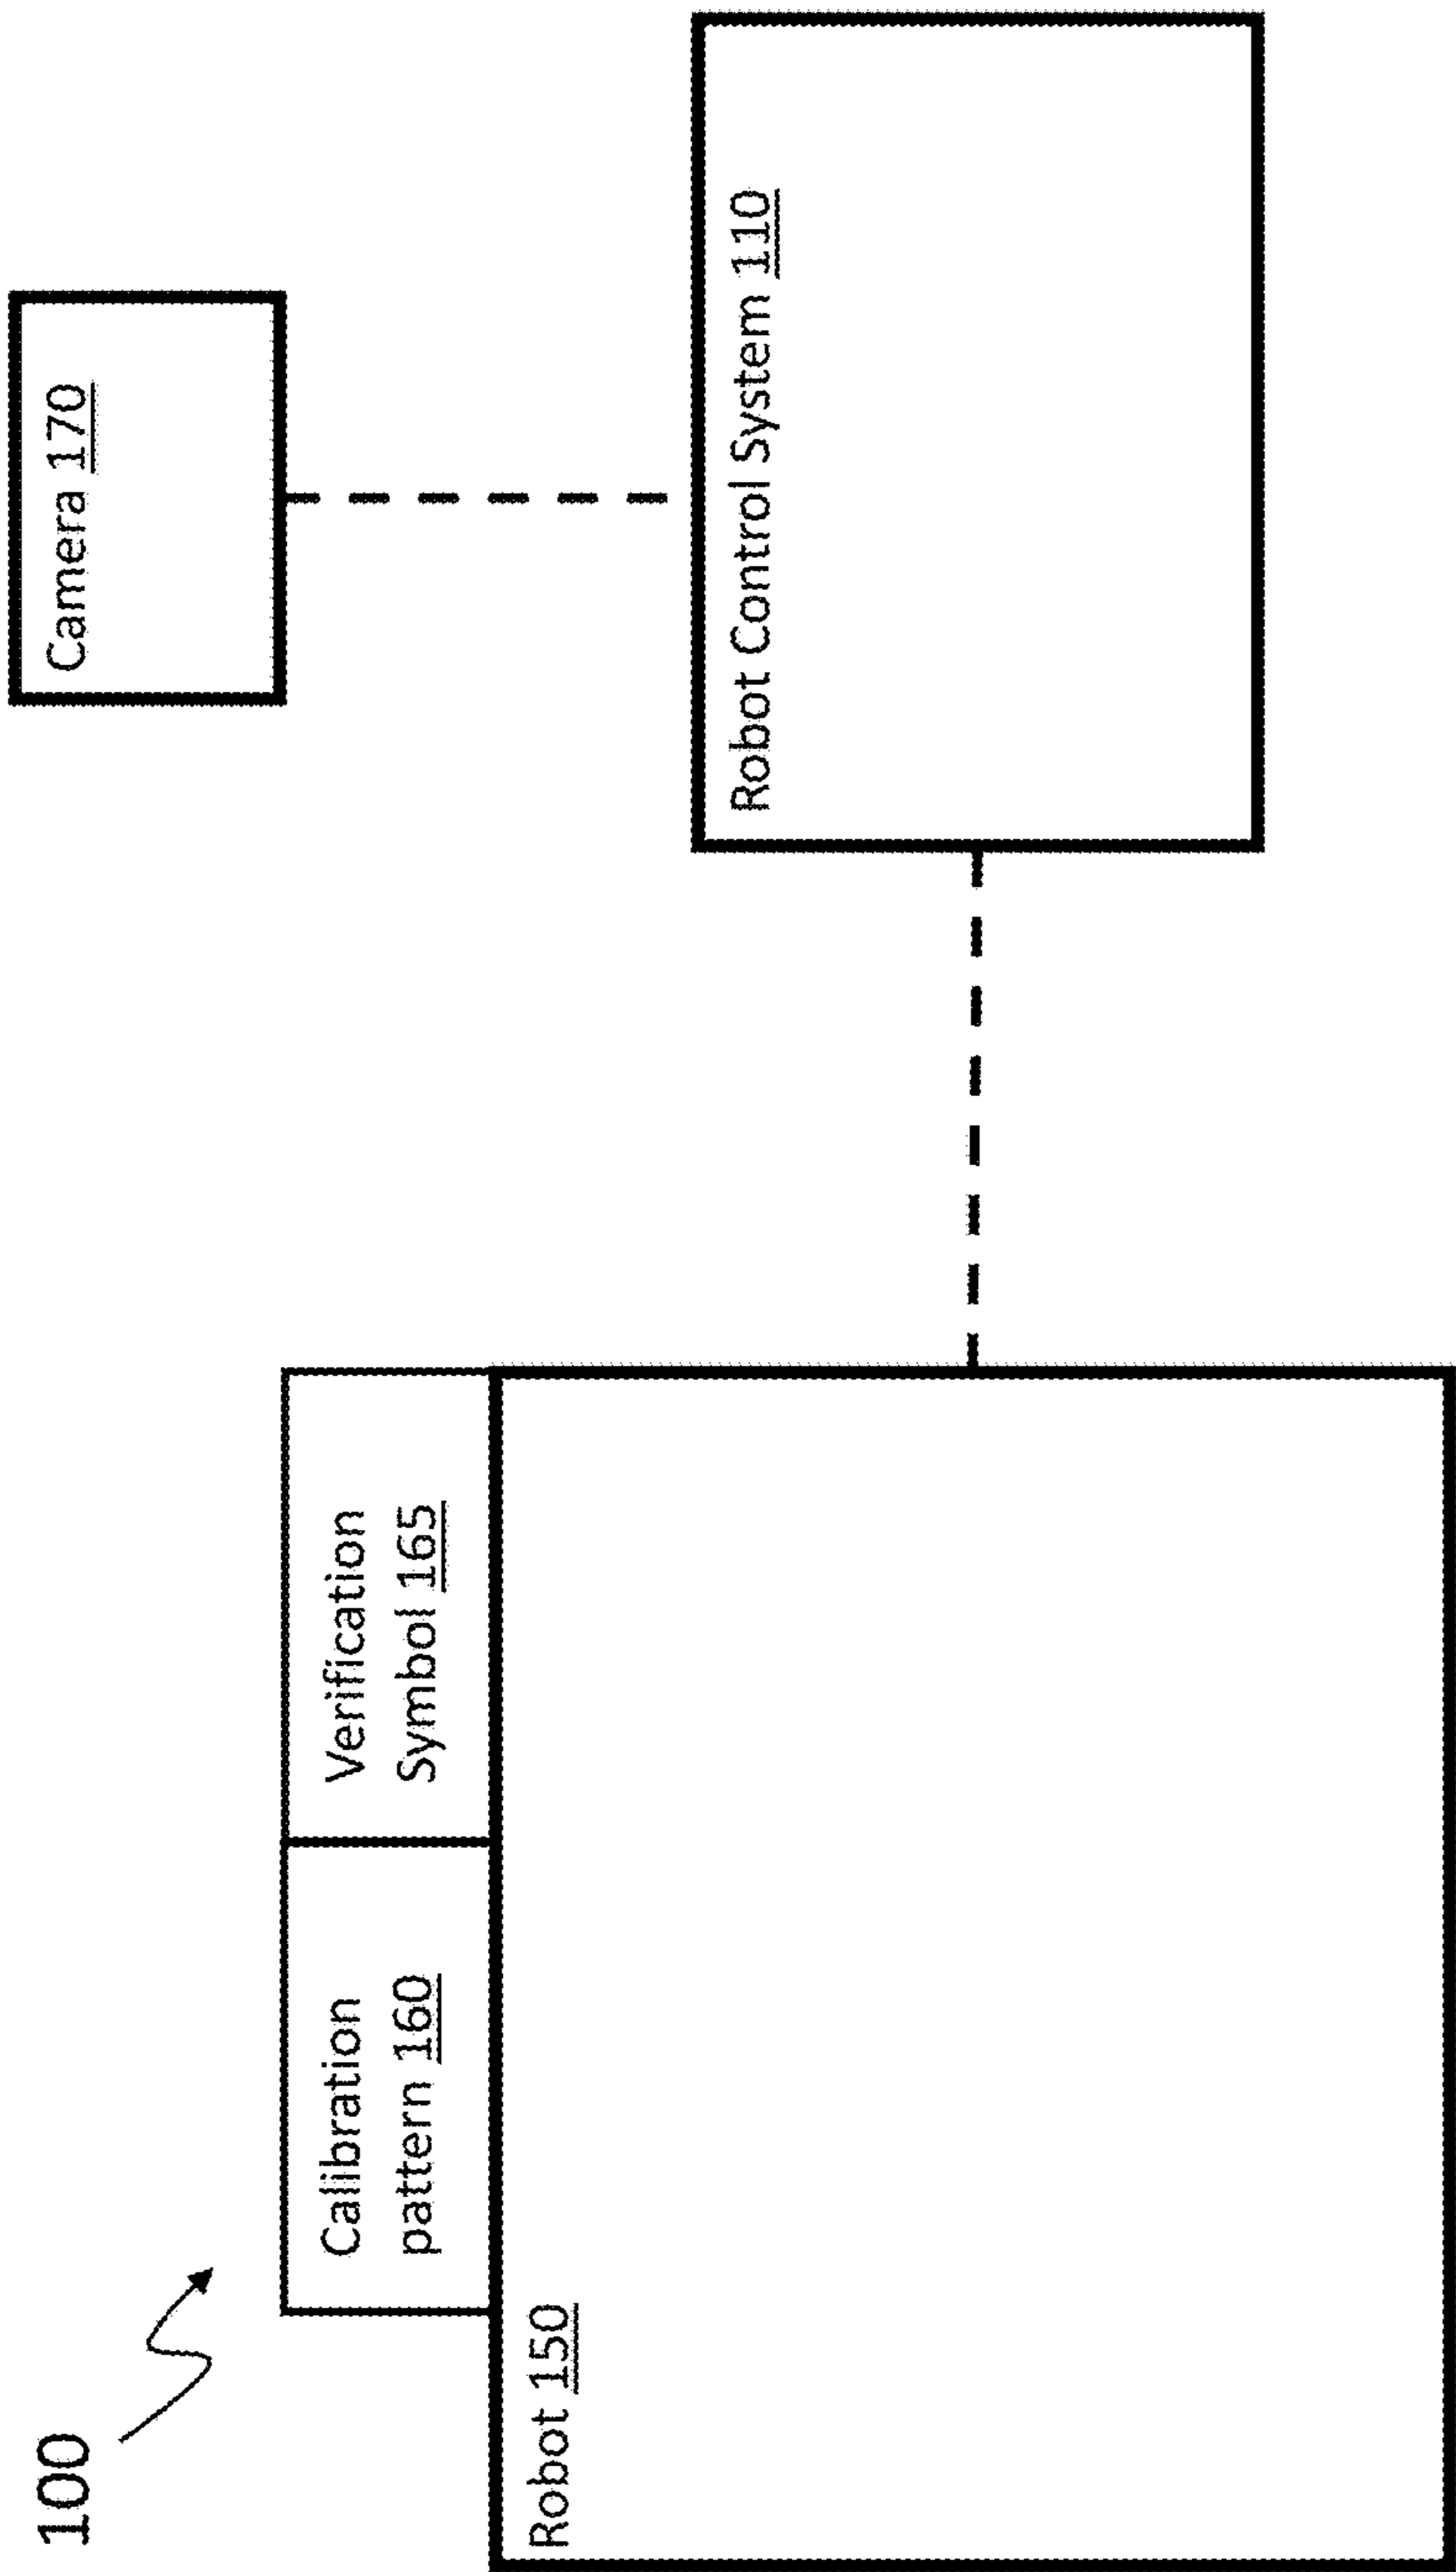 100
Camera 170
Calibration
pattern 160
Verification
Symbol 165
Robot 150
Robot Control System 110